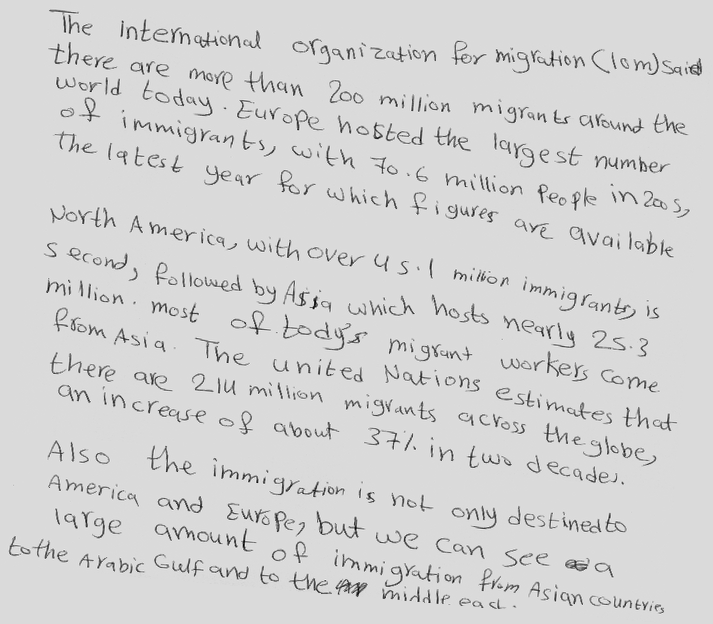 The international organization for migration (Iom) said
there are more than 200 million migrants around the
world today. Europe hosted the largest number
of immigrants, with 70.6 million People in 2005,
the latest year for which figures are available
North America, with over 45.1 million immigrants, is
second, followed by Asia which hosts nearly 25.3
million. most of tody's migrant workers come
from Asia. The united Nations estimates that
there are 214 million migrants across the globe,
an increase of about 37% in two decades.
Also the immigration is not only destined to
America and Europe, but we can see a
large amount of immigration from Asian countries
to the Arabic Gulf and to the middle east.